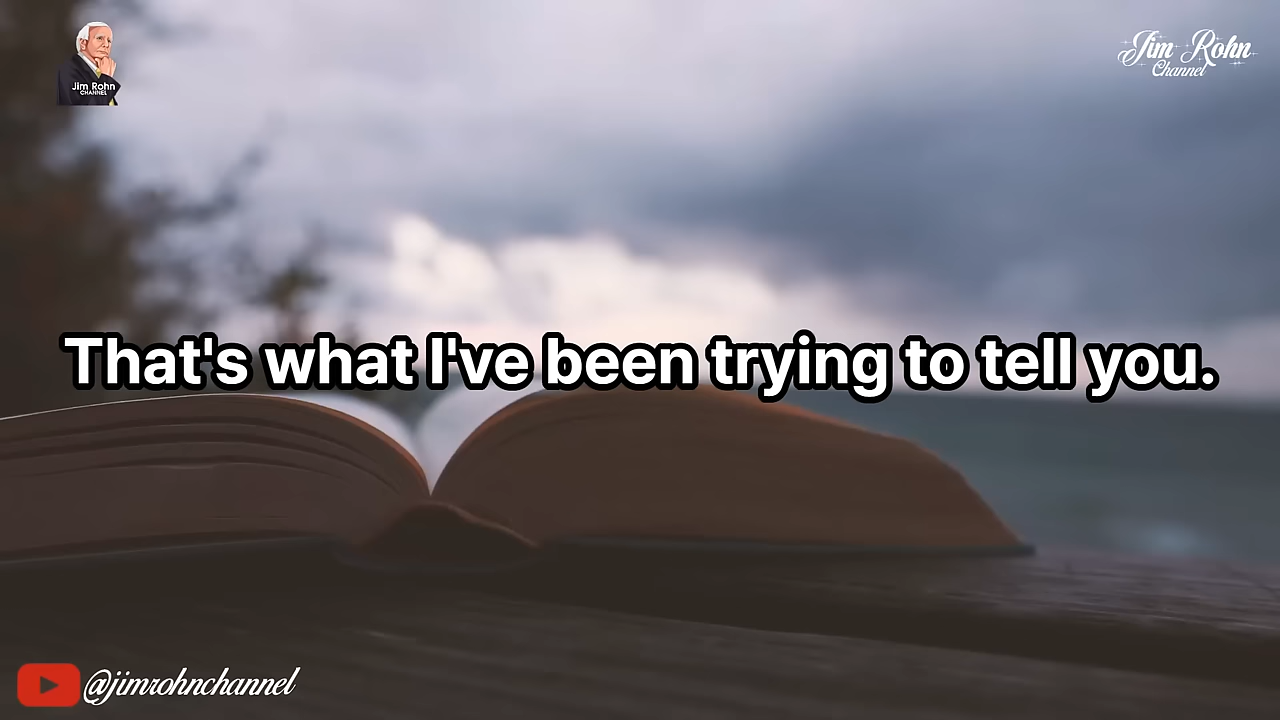 Jim Rohn
CHANNEL
Jim Rohn
Channel
That's what I've been trying to tell you.
@jimrohnchannel